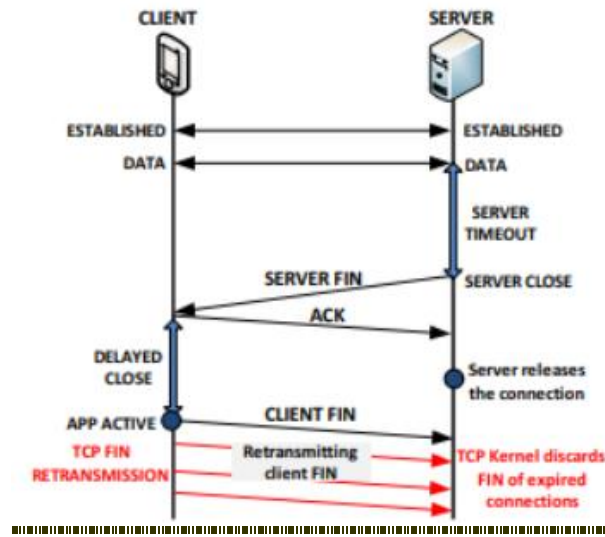 CLIENT
SERVER
ESTABLISHED
ESTABLISHED
DATA
DATA
SERVER
TIMEOUT
SERVER FIN
SERVER CLOSE
ACK
DELAYED
CLOSE
Server releases
the connection
APP ACTIVE
CLIENT FIN
TCP FIN
RETRANSMISSION
Retransmitting
client FIN
TCP Kernel discards
FIN of expired
connections